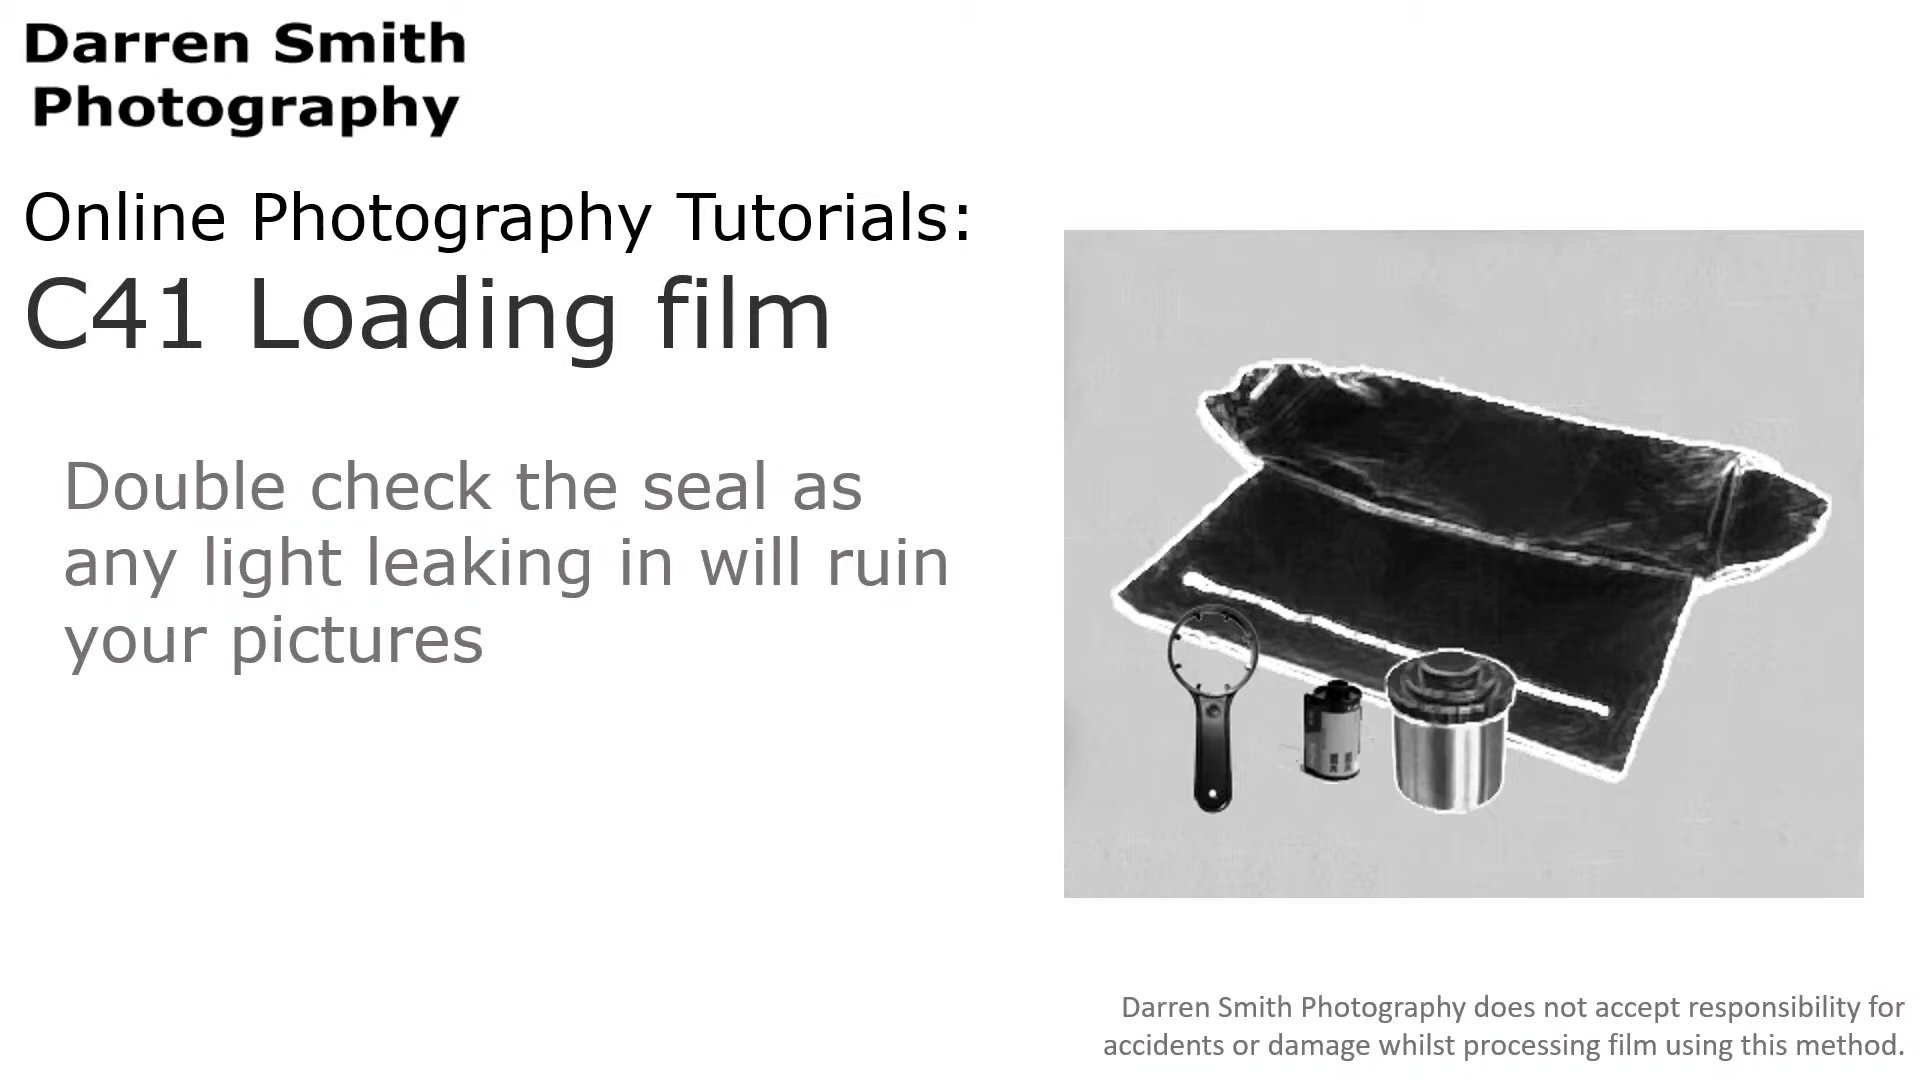 Darren Smith
Photography
Online Photography Tutorials:
C41 Loading film
Double check the seal as
any light leaking in will ruin
your pictures
Darren Smith Photography does not accept responsibility for
accidents or damage whilst processing film using this method.